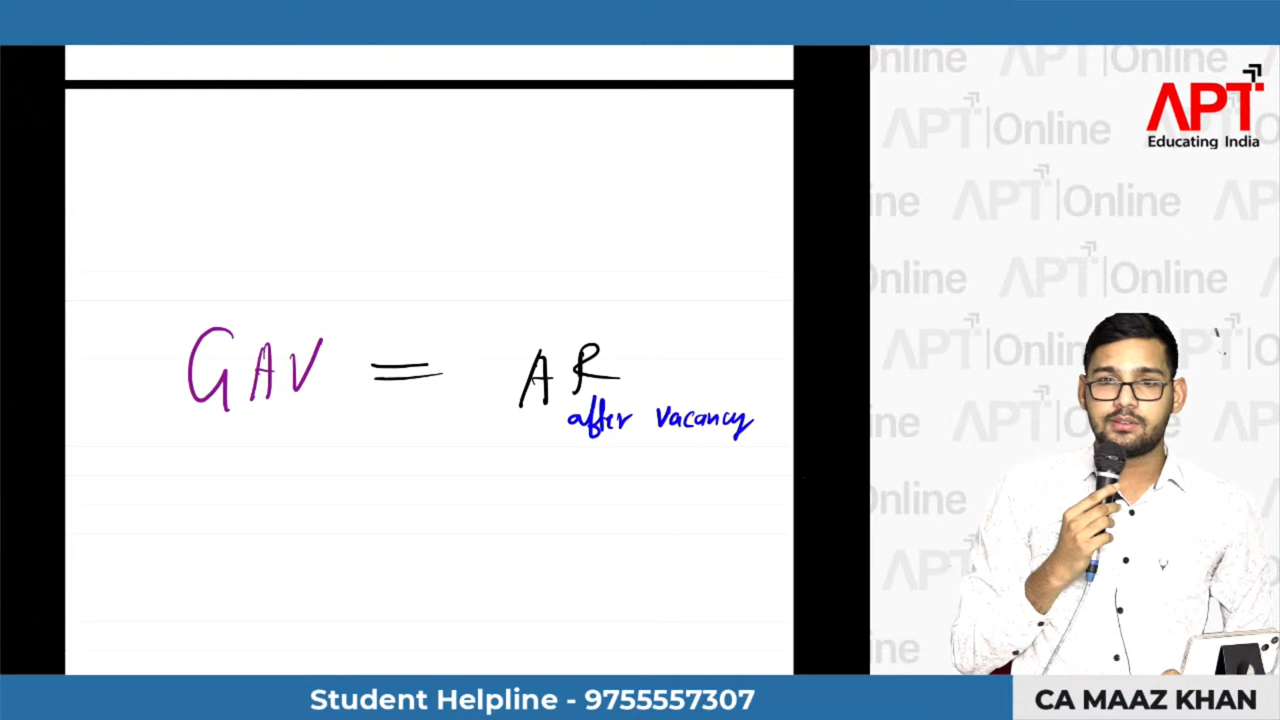 APT
Educating India
APT|Online
GAV = AR
after vacancy
Student Helpline - 9755557307
CA MAAZ KHAN